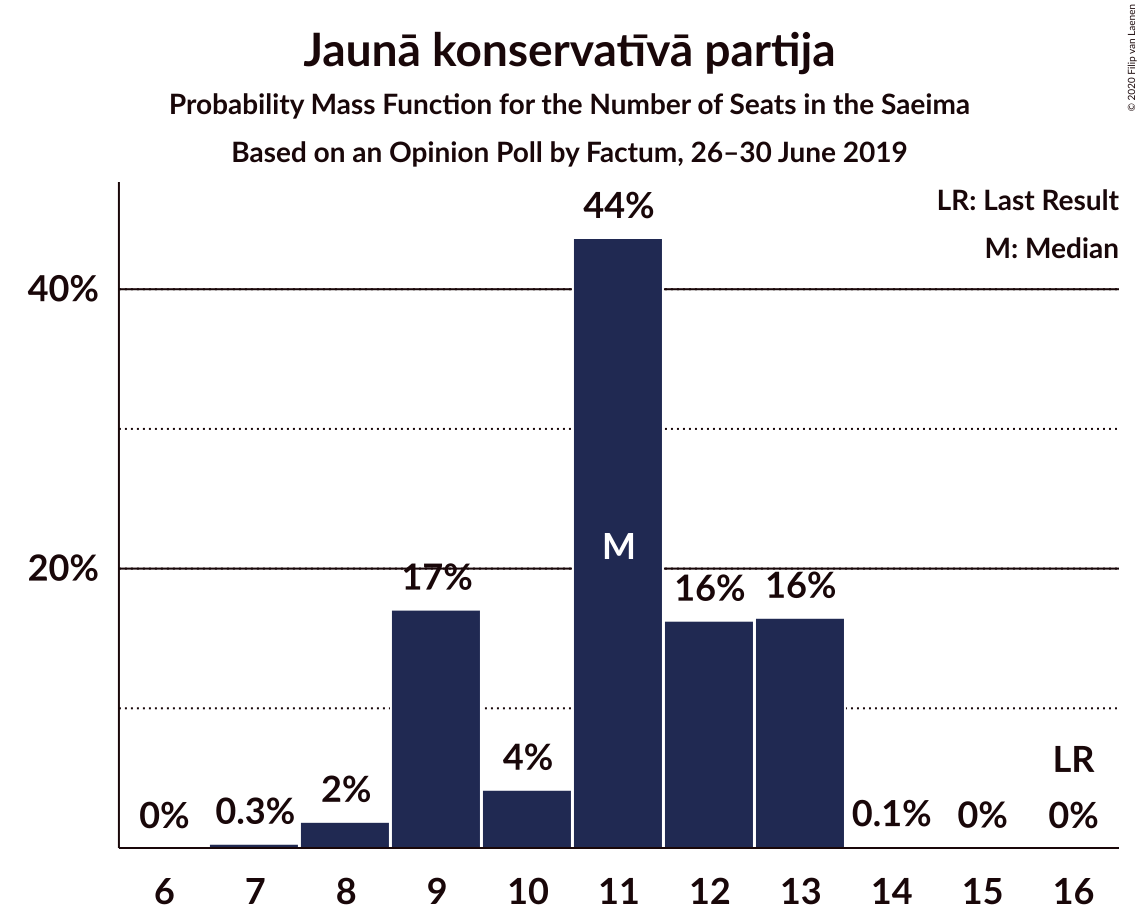 Jaunā konservatīvā partija
Probability Mass Function for the Number of Seats in the Saeima
Based on an Opinion Poll by Factum, 26–30 June 2019
© 2020 Filip van Laenen
LR: Last Result
M: Median
40%
20%
0%
0.3%
2%
17%
4%
44%
M
16%
16%
0.1%
0%
LR
0%
6 7 8 9 10 11 12 13 14 15 16